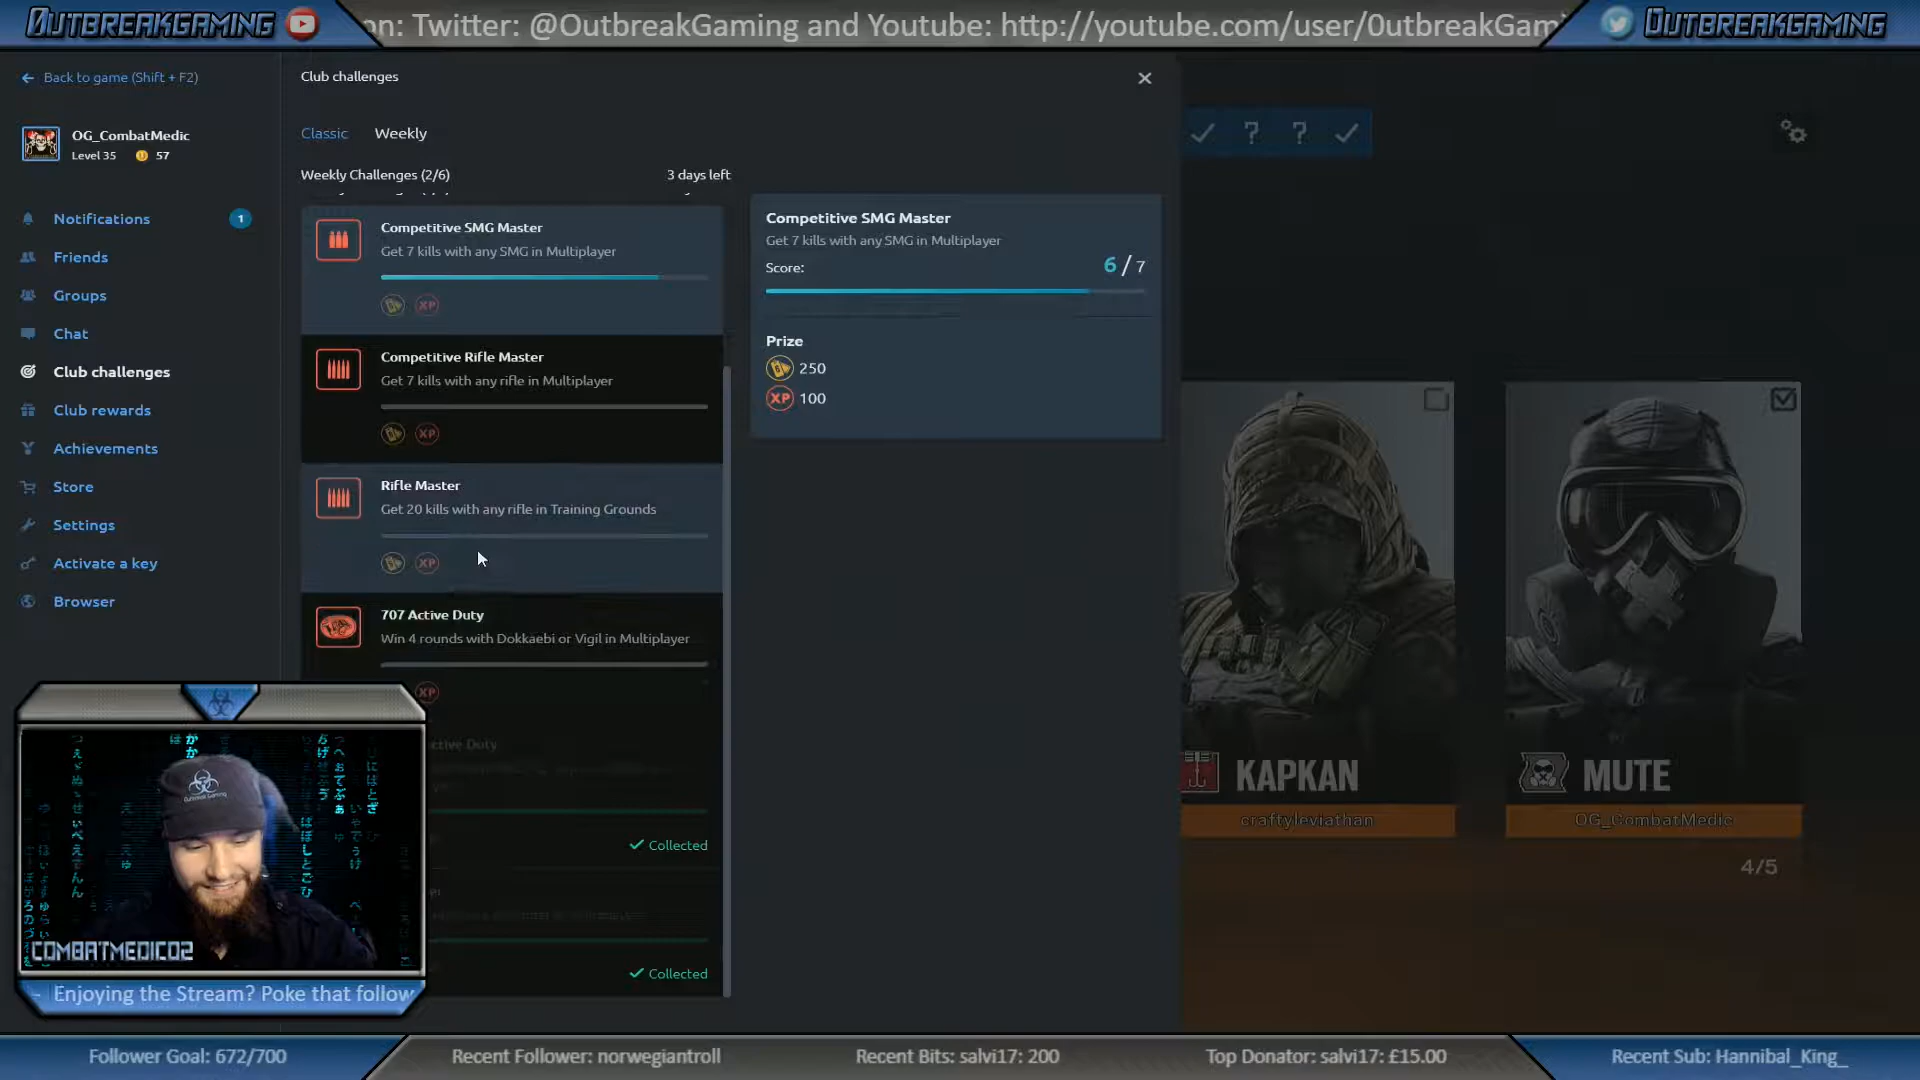 0UTBREAKGAMING
on: Twitter: @OutbreakGaming and Youtube: http://youtube.com/user/0utbreakGami
0UTBREAKGAMING
Back to game (Shift + F2)
OG_CombatMedic
Level 35 57
Notifications 1
Friends
Groups
Chat
Club challenges
Club rewards
Achievements
Store
Settings
Activate a key
Browser
Club challenges
Classic Weekly
Weekly Challenges (2/6) 3 days left
Competitive SMG Master
Get 7 kills with any SMG in Multiplayer
XP
Competitive Rifle Master
Get 7 kills with any rifle in Multiplayer
XP
Rifle Master
Get 20 kills with any rifle in Training Grounds
XP
707 Active Duty
Win 4 rounds with Dokkaebi or Vigil in Multiplayer
XP
ctive Duty
Collected
Collected
Competitive SMG Master
Get 7 kills with any SMG in Multiplayer
Score: 6 / 7
Prize
250
XP 100
? ?
KAPKAN
craftyleviathan
MUTE
OG_CombatMedic
4/5
Outbreak Gaming
COMBATMEDIC02
Enjoying the Stream? Poke that follow
Follower Goal: 672/700
Recent Follower: norwegiantroll
Recent Bits: salvi17: 200
Top Donator: salvi17: £15.00
Recent Sub: Hannibal_King_